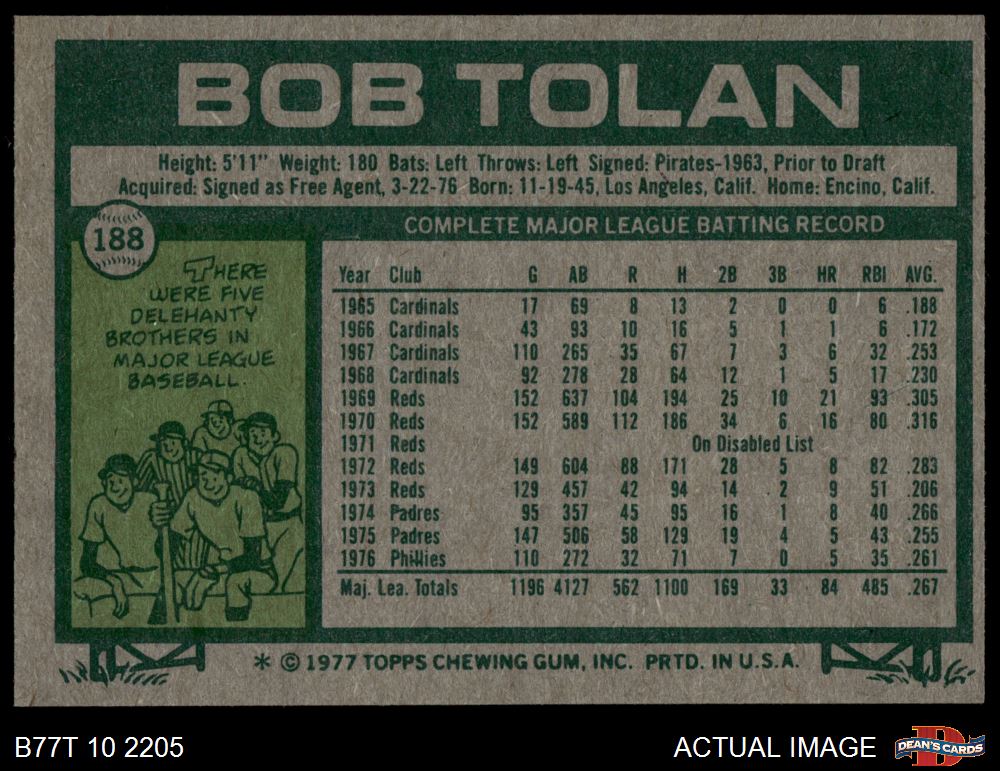 BOB TOLAN
Height: 5'11" Weight: 180 Bats: Left Throws: Left Signed: Pirates-1963, Prior to Draft
Acquired: Signed as Free Agent, 3-22-76 Born: 11-19-45, Los Angeles, Calif. Home: Encino, Calif.
188
COMPLETE MAJOR LEAGUE BATTING RECORD
THERE
WERE FIVE
DELEHANTY
BROTHERS IN
MAJOR LEAGUE
BASEBALL.
Year Club G AB R H 2B 3B HR RBI AVG.
1965 Cardinals 17 69 8 13 2 0 0 6 .188
1966 Cardinals 43 93 10 16 5 1 1 6 .172
1967 Cardinals 110 265 35 67 7 3 6 32 .253
1968 Cardinals 92 278 28 64 12 1 5 17 .230
1969 Reds 152 637 104 194 25 10 21 93 .305
1970 Reds 152 589 112 186 34 6 16 80 .316
1971 Reds On Disabled List
1972 Reds 149 604 88 171 28 5 8 82 .283
1973 Reds 129 457 42 94 14 2 9 51 .206
1974 Padres 95 357 45 95 16 1 8 40 .266
1975 Padres 147 506 58 129 19 4 5 43 .255
1976 Phillies 110 272 32 71 7 0 5 35 .261
Maj. Lea. Totals 1196 4127 562 1100 169 33 84 485 .267
* © 1977 TOPPS CHEWING GUM, INC. PRTD. IN U.S.A.
B77T 10 2205
ACTUAL IMAGE
D
DEAN'S CARDS